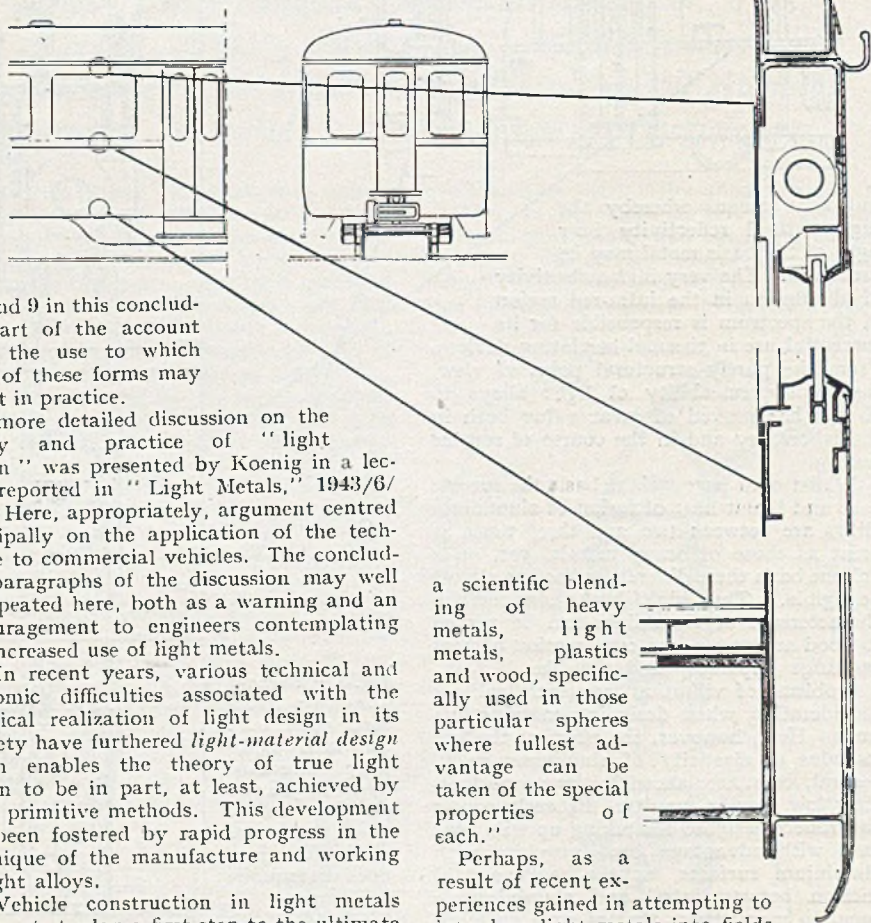 nd 9 in this conclud-
art of the account
the use to which
of these forms may
t in practice.
more detailed discussion on the
y and practice of "light
n" was presented by Koenig in a lec-
reported in "Light Metals," 1943/6/
Here, appropriately, argument centred
ipally on the application of the tech-
e to commercial vehicles. The conclud-
paragraphs of the discussion may well
peated here, both as a warning and an
uragement to engineers contemplating
ncreased use of light metals.
In recent years, various technical and
omic difficulties associated with the
ical realization of light design in its
ety have furthered light-material design
n enables the theory of true light
n to be in part, at least, achieved by
primitive methods. This development
been fostered by rapid progress in the
nique of the manufacture and working
ght alloys.
Vehicle construction in light metals
a scientific blend-
ing of heavy
metals, light
metals, plastics
and wood, specific-
ally used in those
particular spheres
where fullest ad-
vantage can be
taken of the special
properties of
each."
Perhaps, as a
result of recent ex-
periences gained in attempting to